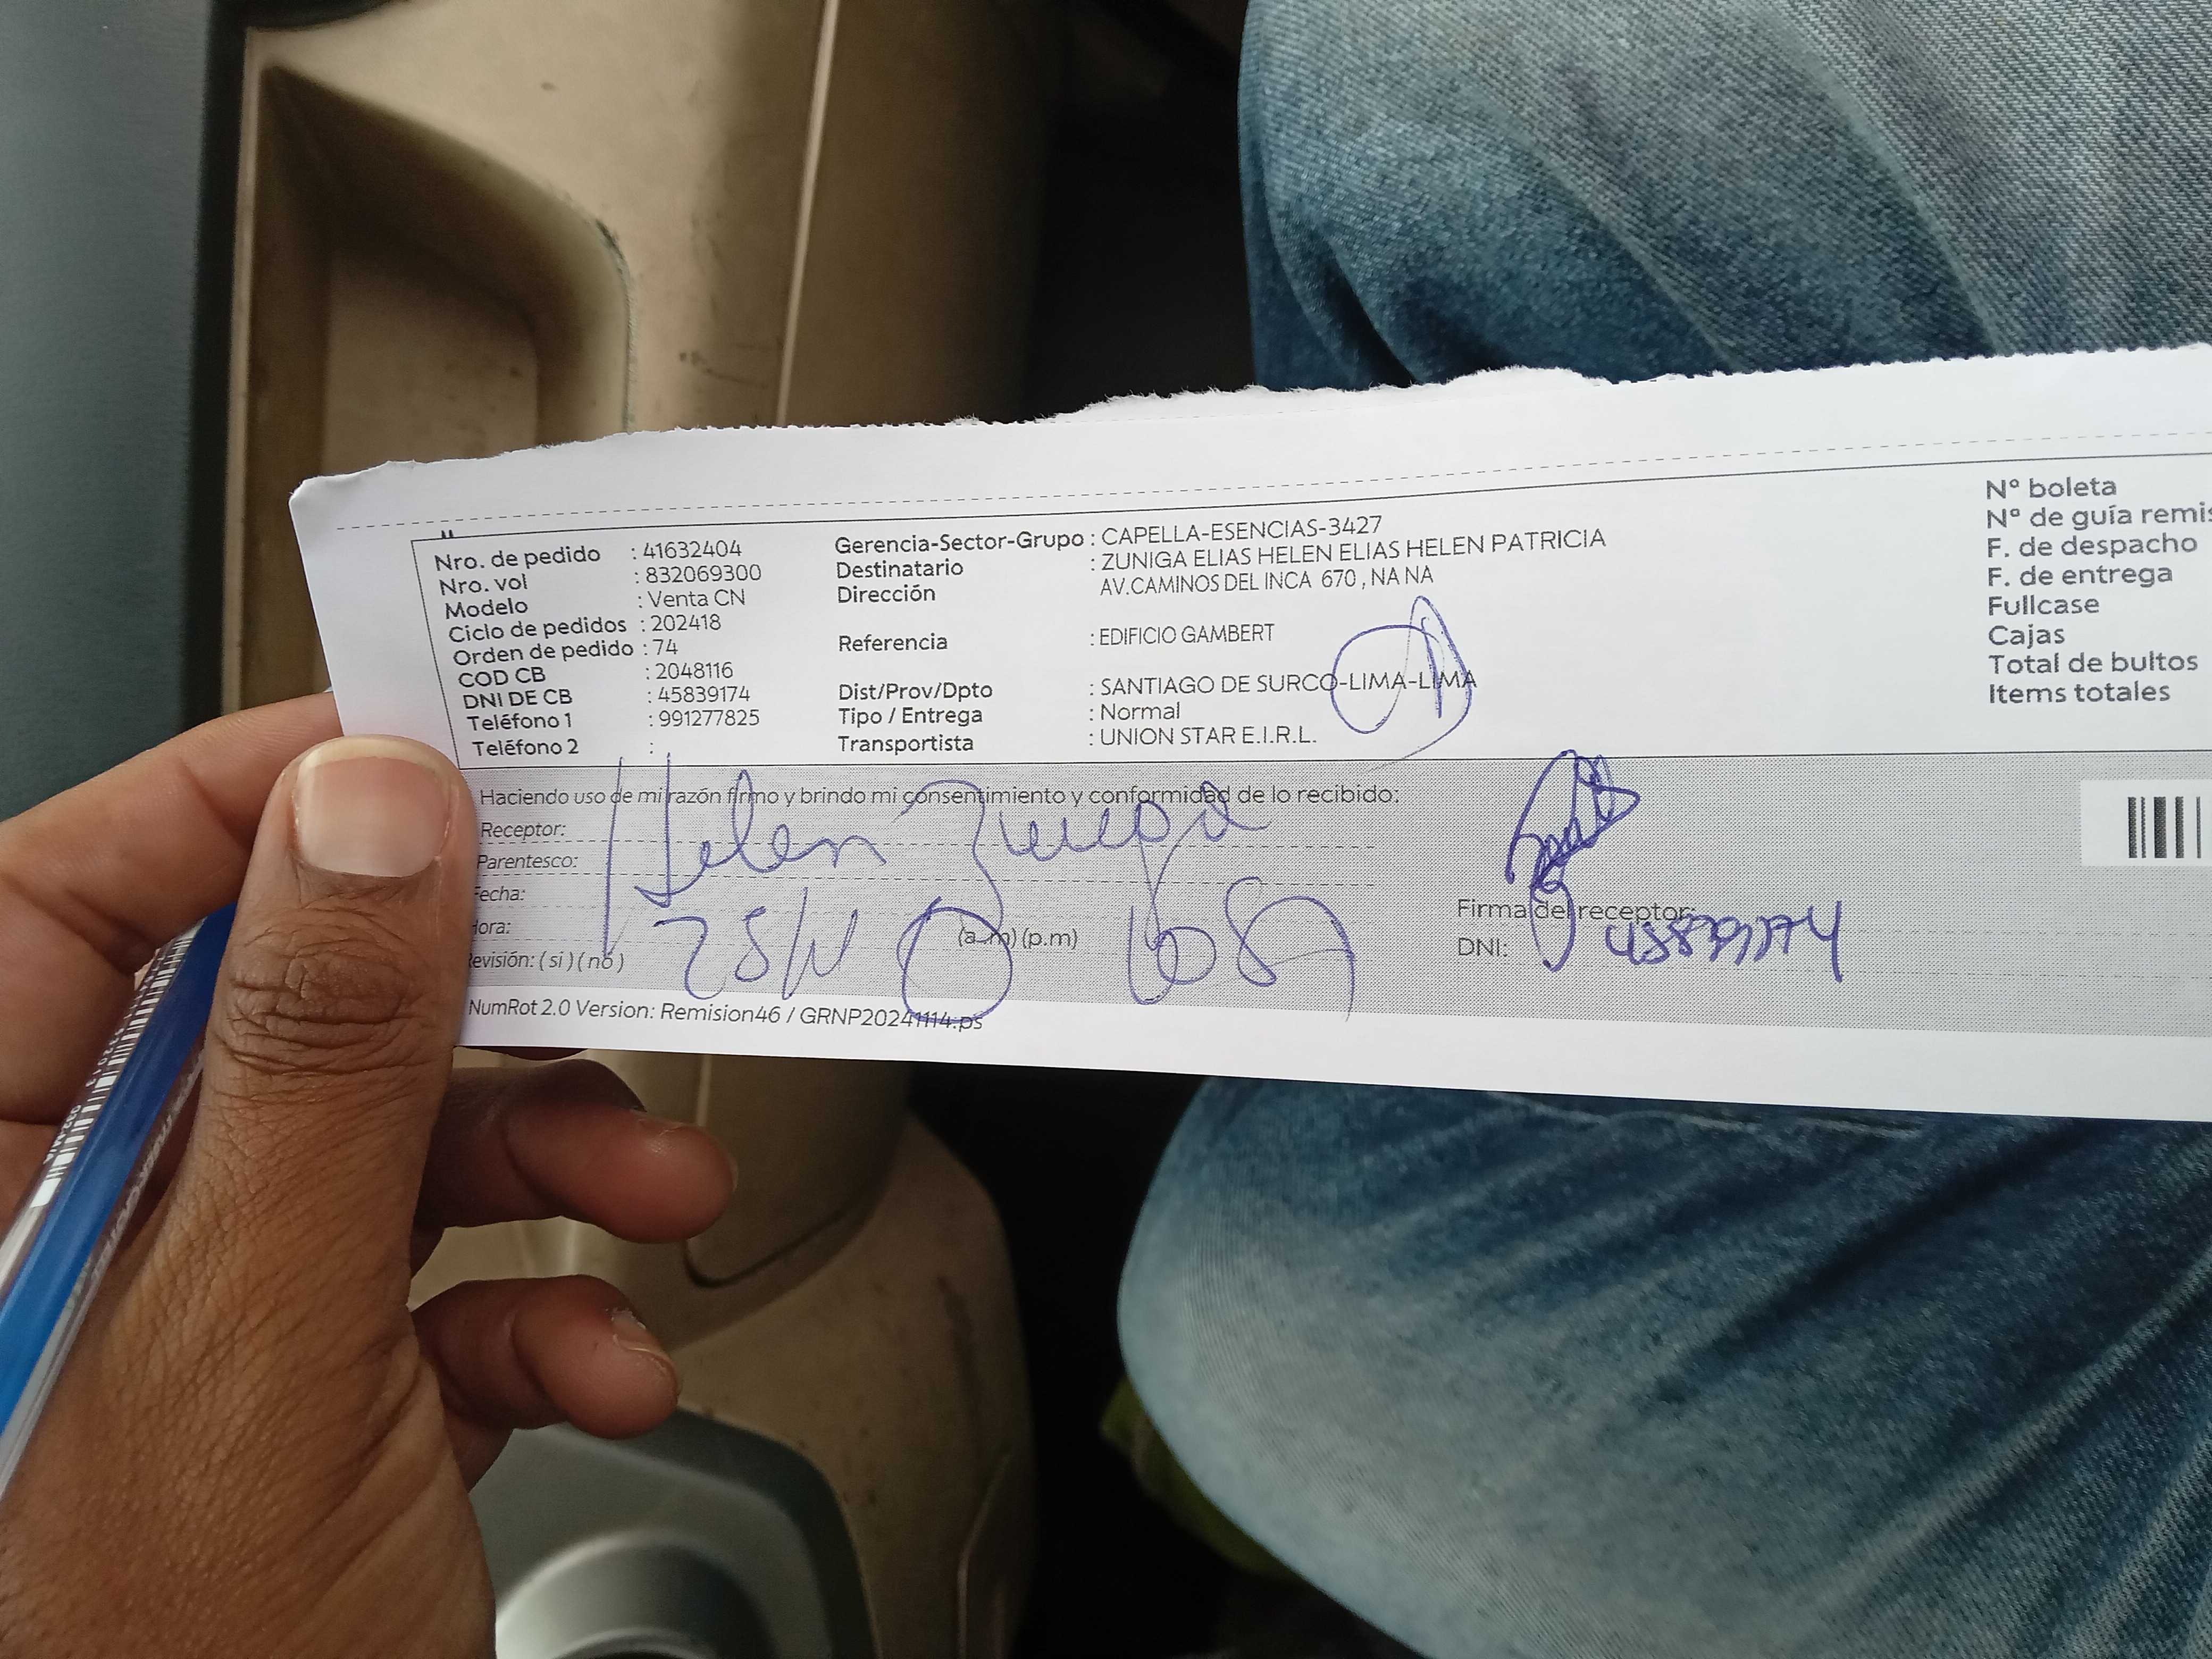 Nro. de pedido : 41632404
Nro. vol : 832069300
Modelo : Venta CN
Ciclo de pedidos : 202418
Orden de pedido : 74
COD CB : 2048116
DNI DE CB : 45839174
Teléfono 1 : 991277825
Teléfono 2 :
Gerencia-Sector-Grupo : CAPELLA-ESENCIAS-3427
Destinatario : ZUNIGA ELIAS HELEN ELIAS HELEN PATRICIA
Dirección AV.CAMINOS DEL INCA 670 , NA NA
Referencia : EDIFICIO GAMBERT
Dist/Prov/Dpto : SANTIAGO DE SURCO-LIMA-LIMA
Tipo / Entrega : Normal
Transportista : UNION STAR E.I.R.L.
Nº boleta
Nº de guía remis
F. de despacho
F. de entrega
Fullcase
Cajas
Total de bultos
Items totales
Haciendo uso de mi razón firmo y brindo mi consentimiento y conformidad de lo recibido:
Receptor: Helen Zuniga
Parentesco:
Fecha:
Hora: (a.m) (p.m)
Revisión: ( si ) ( no )
Firma del receptor:
DNI:
NumRot 2.0 Version: Remision46 / GRNP20241114.ps